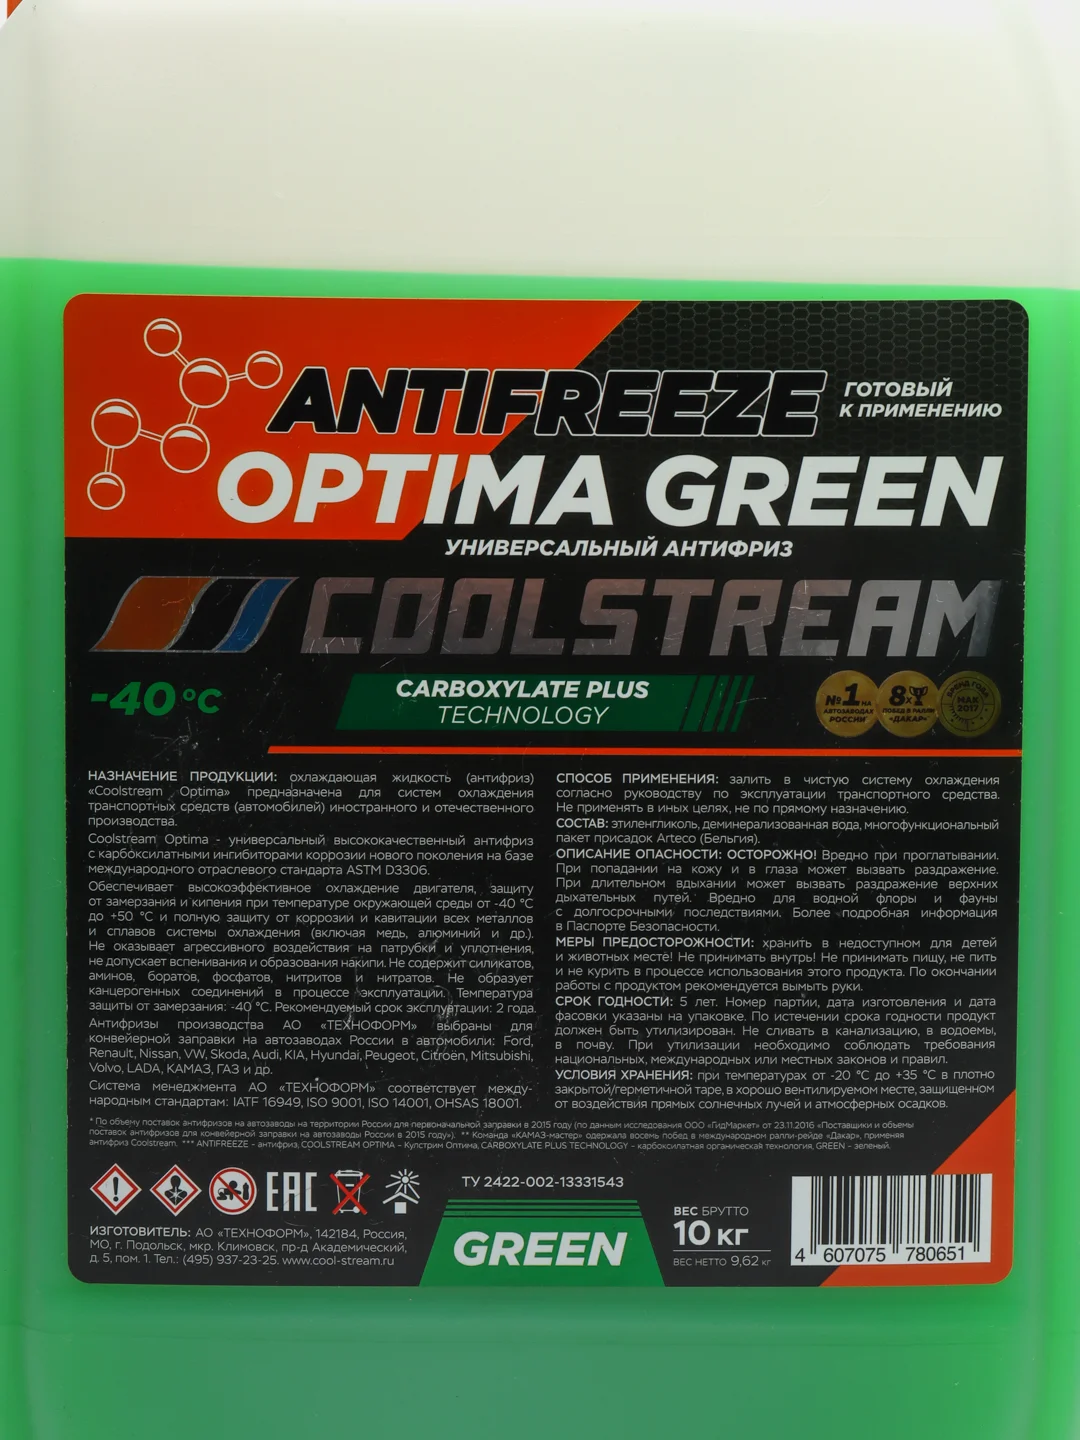 ANTIFREEZE
ГОТОВЫЙ
К ПРИМЕНЕНИЮ
OPTIMA GREEN
УНИВЕРСАЛЬНЫЙ АНТИФРИЗ
COOLSTREAM
-40°C
CARBOXYLATE PLUS
TECHNOLOGY
№1 НА
АВТОЗАВОДАХ
РОССИИ*
8х
ПОБЕД В РАЛЛИ
«ДАКАР»
БРЕНД ГОДА
МАК
2017
НАЗНАЧЕНИЕ ПРОДУКЦИИ: охлаждающая жидкость (антифриз)
«Coolstream Optima» предназначена для систем охлаждения
транспортных средств (автомобилей) иностранного и отечественного
производства.
Coolstream Optima - универсальный высококачественный антифриз
с карбоксилатными ингибиторами коррозии нового поколения на базе
международного отраслевого стандарта ASTM D3306.
Обеспечивает высокоэффективное охлаждение двигателя, защиту
от замерзания и кипения при температуре окружающей среды от -40 °C
до +50 °C и полную защиту от коррозии и кавитации всех металлов
и сплавов системы охлаждения (включая медь, алюминий и др.).
Не оказывает агрессивного воздействия на патрубки и уплотнения,
не допускает вспенивания и образования накипи. Не содержит силикатов,
аминов, боратов, фосфатов, нитритов и нитратов. Не образует
канцерогенных соединений в процессе эксплуатации. Температура
защиты от замерзания: -40 °C. Рекомендуемый срок эксплуатации: 2 года.
Антифризы производства АО «ТЕХНОФОРМ» выбраны для
конвейерной заправки на автозаводах России в автомобили: Ford,
Renault, Nissan, VW, Skoda, Audi, KIA, Hyundai, Peugeot, Citroën, Mitsubishi,
Volvo, LADA, КАМАЗ, ГАЗ и др.
Система менеджмента АО «ТЕХНОФОРМ» соответствует между-
народным стандартам: IATF 16949, ISO 9001, ISO 14001, OHSAS 18001.
СПОСОБ ПРИМЕНЕНИЯ: залить в чистую систему охлаждения
согласно руководству по эксплуатации транспортного средства.
Не применять в иных целях, не по прямому назначению.
СОСТАВ: этиленгликоль, деминерализованная вода, многофункциональный
пакет присадок Arteco (Бельгия).
ОПИСАНИЕ ОПАСНОСТИ: ОСТОРОЖНО! Вредно при проглатывании.
При попадании на кожу и в глаза может вызвать раздражение.
При длительном вдыхании может вызвать раздражение верхних
дыхательных путей. Вредно для водной флоры и фауны
с долгосрочными последствиями. Более подробная информация
в Паспорте Безопасности.
МЕРЫ ПРЕДОСТОРОЖНОСТИ: хранить в недоступном для детей
и животных месте! Не принимать внутрь! Не принимать пищу, не пить
и не курить в процессе использования этого продукта. По окончании
работы с продуктом рекомендуется вымыть руки.
СРОК ГОДНОСТИ: 5 лет. Номер партии, дата изготовления и дата
фасовки указаны на упаковке. По истечении срока годности продукт
должен быть утилизирован. Не сливать в канализацию, в водоемы,
в почву. При утилизации необходимо соблюдать требования
национальных, международных или местных законов и правил.
УСЛОВИЯ ХРАНЕНИЯ: при температурах от -20 °C до +35 °C в плотно
закрытой/герметичной таре, в хорошо вентилируемом месте, защищенном
от воздействия прямых солнечных лучей и атмосферных осадков.
* По объему поставок антифризов на автозаводы на территории России для первоначальной заправки в 2015 году (по данным исследования ООО «ГидМаркет» от 23.11.2016 «Поставщики и объемы
поставок антифризов для конвейерной заправки на автозаводы России в 2015 году»). ** Команда «КАМАЗ-мастер» одержала восемь побед в международном ралли-рейде «Дакар», применяя
антифриз Coolstream. *** ANTIFREEZE - антифриз, COOLSTREAM OPTIMA - Кулстрим Оптима, CARBOXYLATE PLUS TECHNOLOGY - карбоксилатная органическая технология, GREEN - зеленый.
EAC
ТУ 2422-002-13331543
ИЗГОТОВИТЕЛЬ: АО «ТЕХНОФОРМ», 142184, Россия,
МО, г. Подольск, мкр. Климовск, пр-д Академический,
д. 5, пом. 1. Тел.: (495) 937-23-25. www.cool-stream.ru
GREEN
ВЕС БРУТТО
10 кг
ВЕС НЕТТО 9,62 кг
4 607075 780651